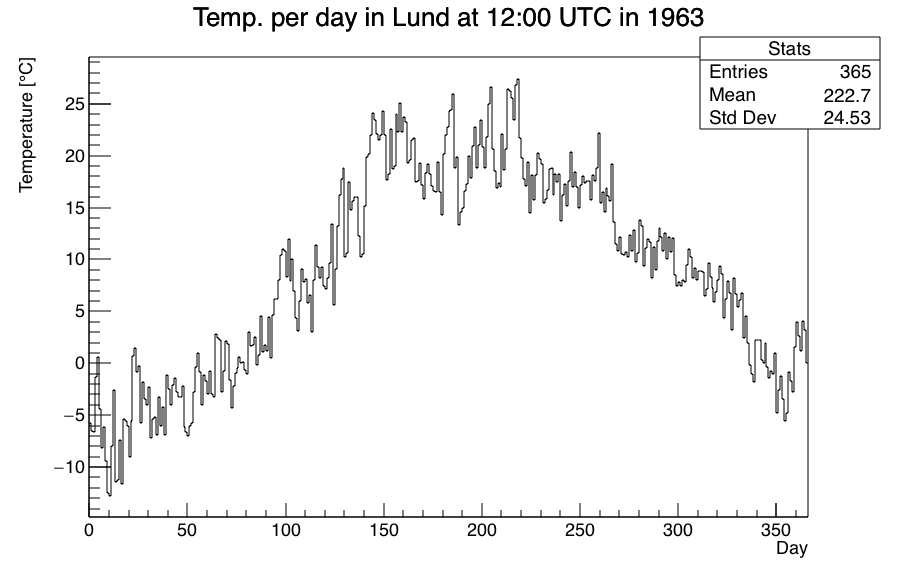 Temp. per day in Lund at 12:00 UTC in 1963
Stats
Entries 365
Mean 222.7
Std Dev 24.53
Temperature [°C]
25
20
15
10
5
0
−5
−10
0 50 100 150 200 250 300 350
Day